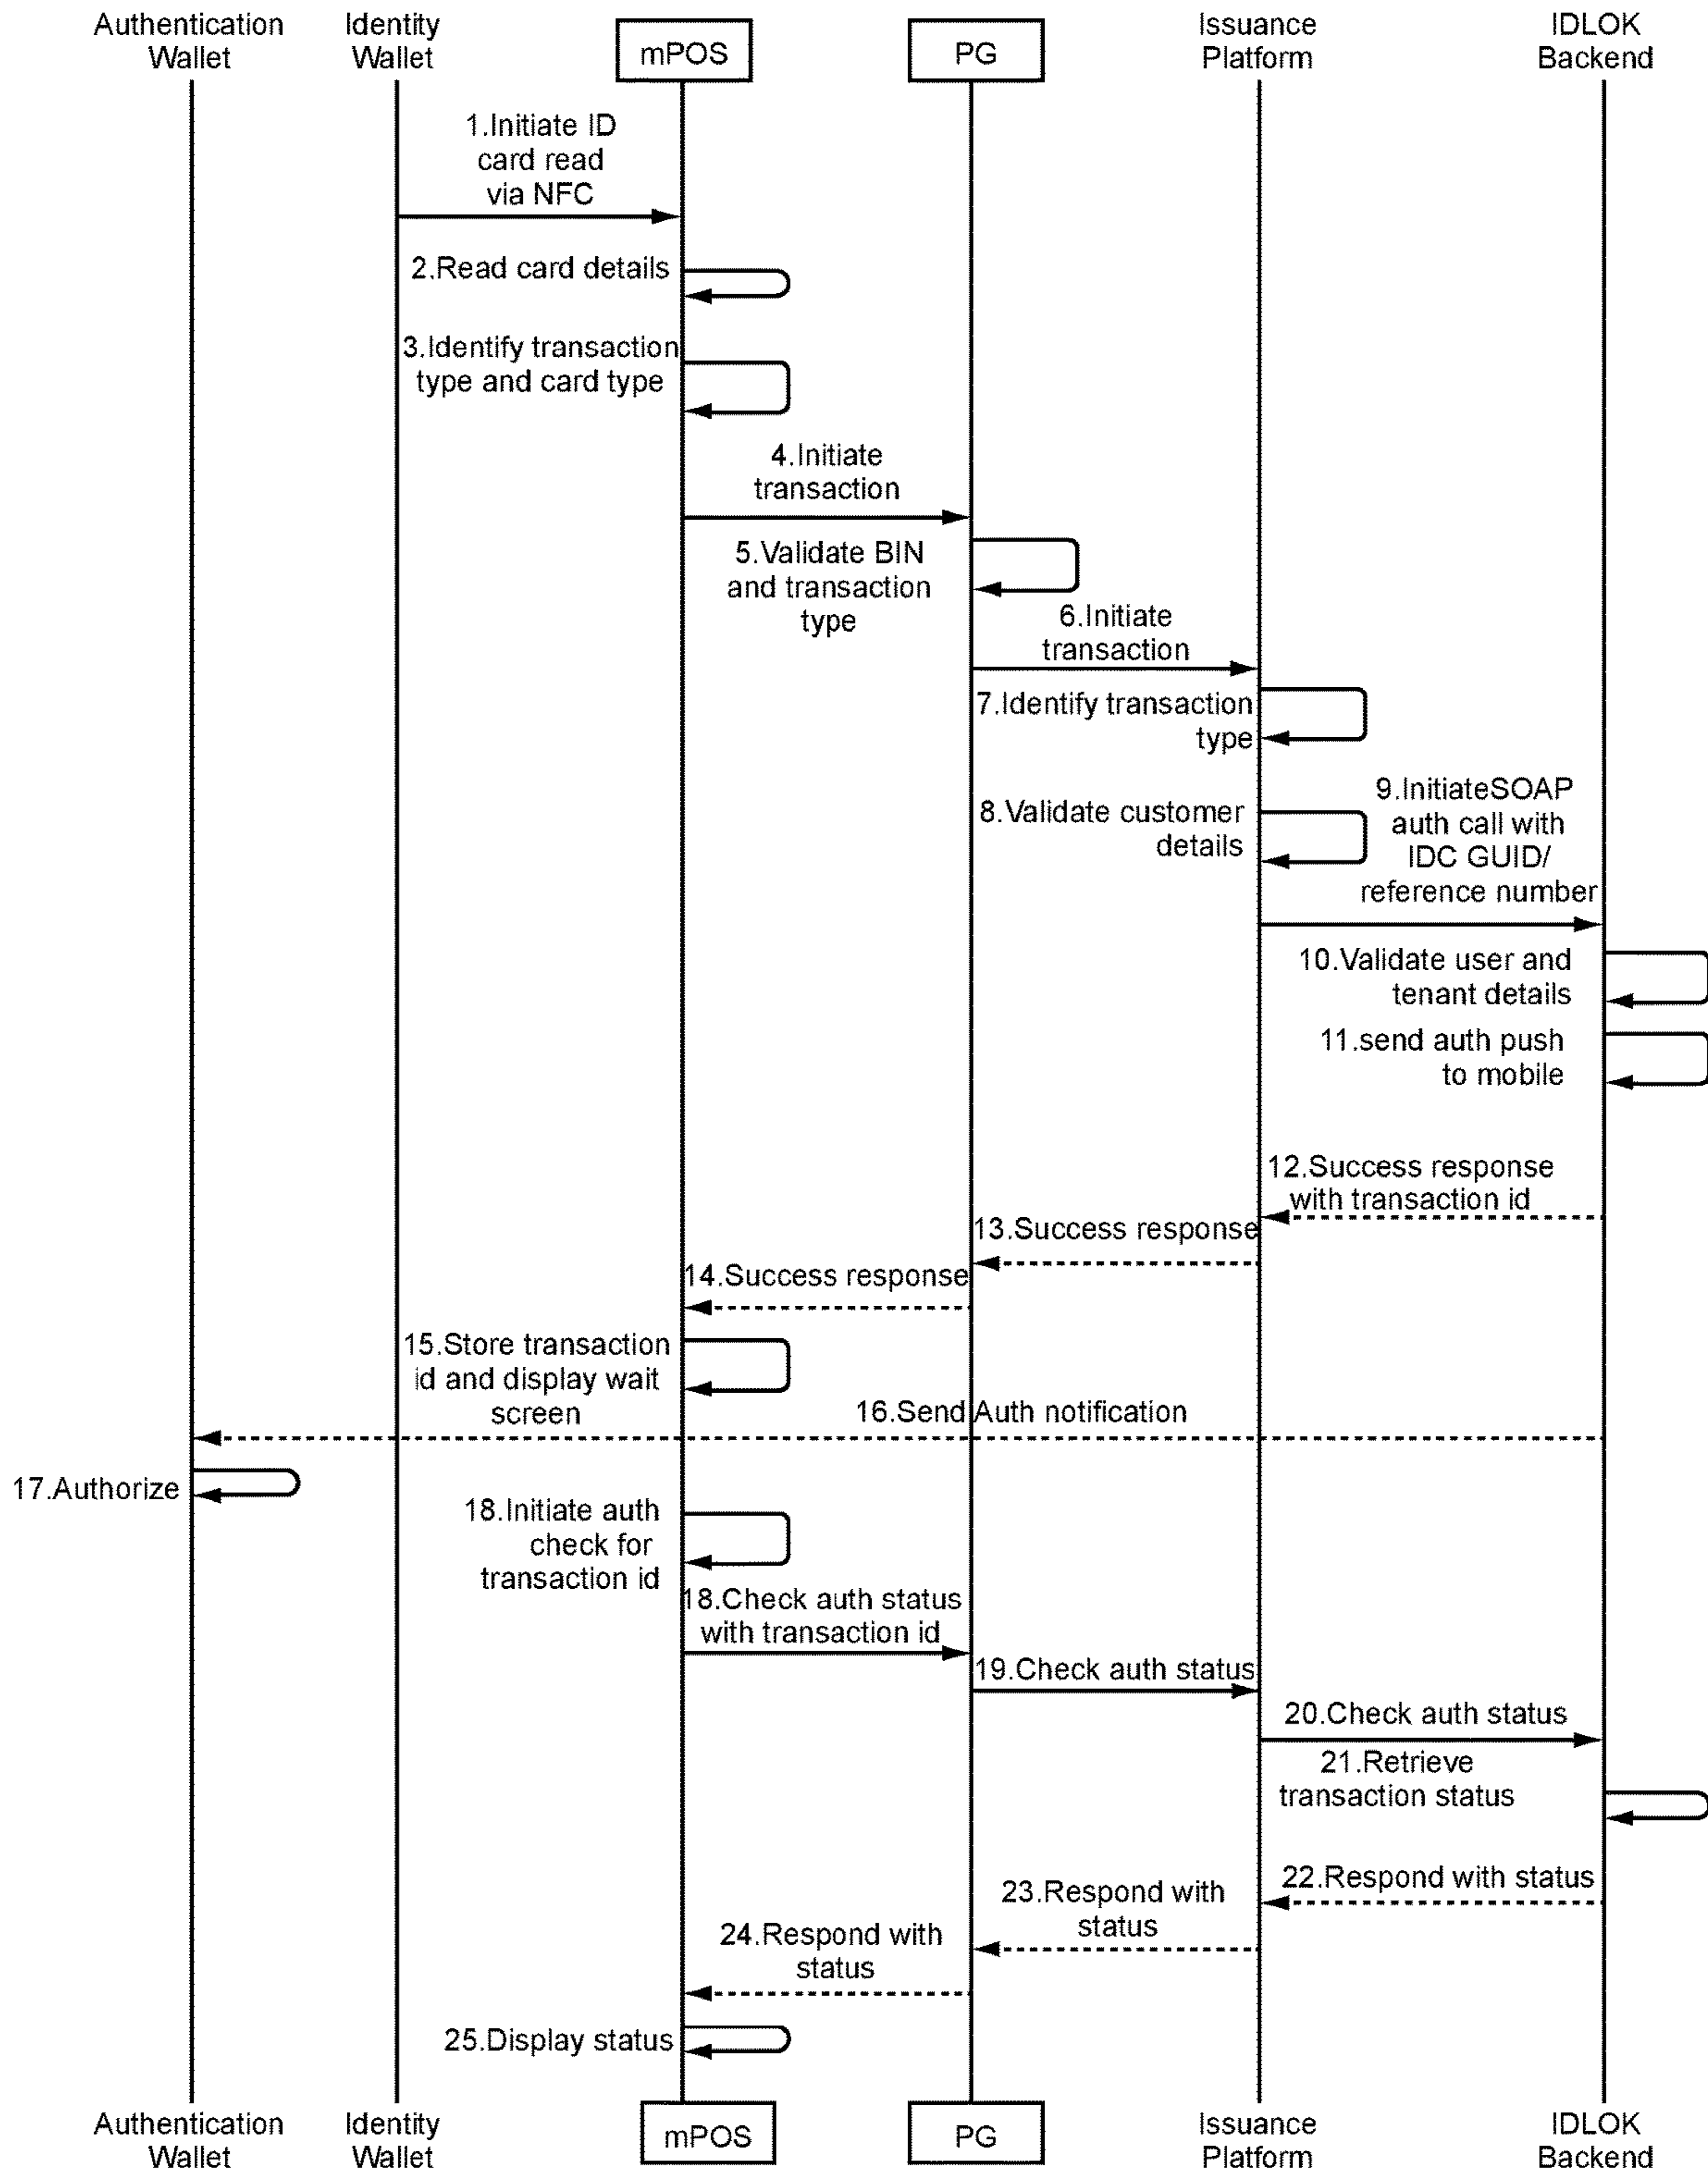 Authentication
Wallet
Identity
Wallet
mPOS
PG
Issuance
Platform
IDLOK
Backend
1.Initiate ID
card read
via NFC
2.Read card details
3.Identify transaction
type and card type
4.Initiate
transaction
5.Validate BIN
and transaction
type
6.Initiate
transaction
7.Identify transaction
type
8.Validate customer
details
9.InitiateSOAP
auth call with
IDC GUID/
reference number
10.Validate user and
tenant details
11.send auth push
to mobile
12.Success response
with transaction id
13.Success response
14.Success response
15.Store transaction
id and display wait
screen
16.Send Auth notification
17.Authorize
18.Initiate auth
check for
transaction id
18.Check auth status
with transaction id
19.Check auth status
20.Check auth status
21.Retrieve
transaction status
22.Respond with status
23.Respond with
status
24.Respond with
status
25.Display status
Authentication
Wallet
Identity
Wallet
mPOS
PG
Issuance
Platform
IDLOK
Backend